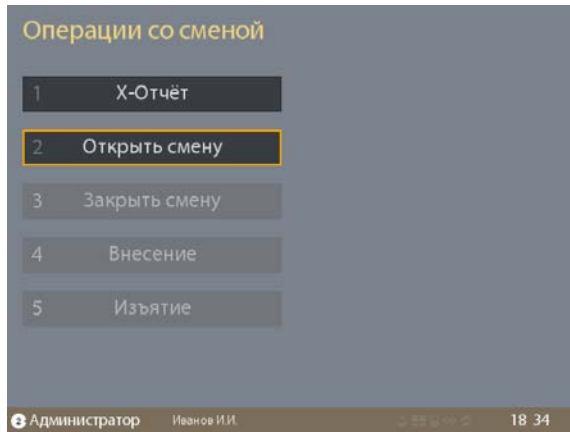 Операции со сменой
1 X-Отчёт
2 Открыть смену
3 Закрыть смену
4 Внесение
5 Изъятие
2 Администратор Иванов И.И. 18 34